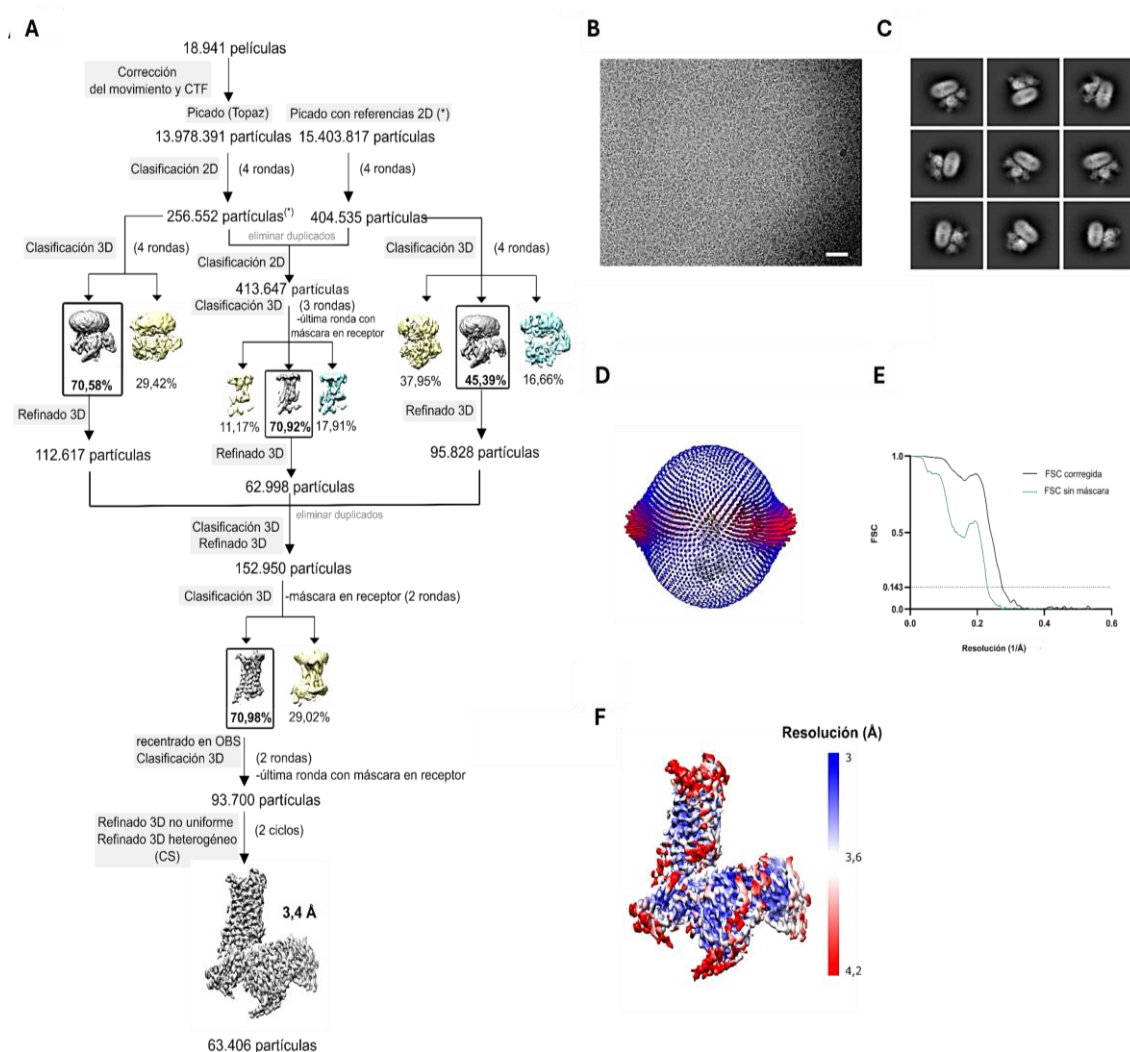 A
18.941 películas
Corrección
del movimiento y CTF
Picado (Topaz)
Picado con referencias 2D (*)
13.978.391 partículas
15.403.817 partículas
Clasificación 2D
(4 rondas)
(4 rondas)
256.552 partículas(*)
404.535 partículas
eliminar duplicados
Clasificación 3D
(4 rondas)
Clasificación 2D
Clasificación 3D
(4 rondas)
413.647 partículas
Clasificación 3D
(3 rondas)
-última ronda con
máscara en receptor
70,58%
29,42%
11,17%
70,92%
17,91%
37,95%
45,39%
16,66%
Refinado 3D
Refinado 3D
Refinado 3D
112.617 partículas
62.998 partículas
95.828 partículas
eliminar duplicados
Clasificación 3D
Refinado 3D
152.950 partículas
Clasificación 3D
-máscara en receptor (2 rondas)
70,98%
29,02%
recentrado en OBS
Clasificación 3D
(2 rondas)
-última ronda con máscara en receptor
93.700 partículas
Refinado 3D no uniforme
Refinado 3D heterogéneo
(CS)
(2 ciclos)
3,4 Å
63.406 partículas
B
C
D
E
1.0
0.5
0.143
0.0
FSC
FSC corrregida
FSC sin máscara
0.0
0.2
0.4
0.6
Resolución (1/Å)
F
Resolución (Å)
3
3,6
4,2